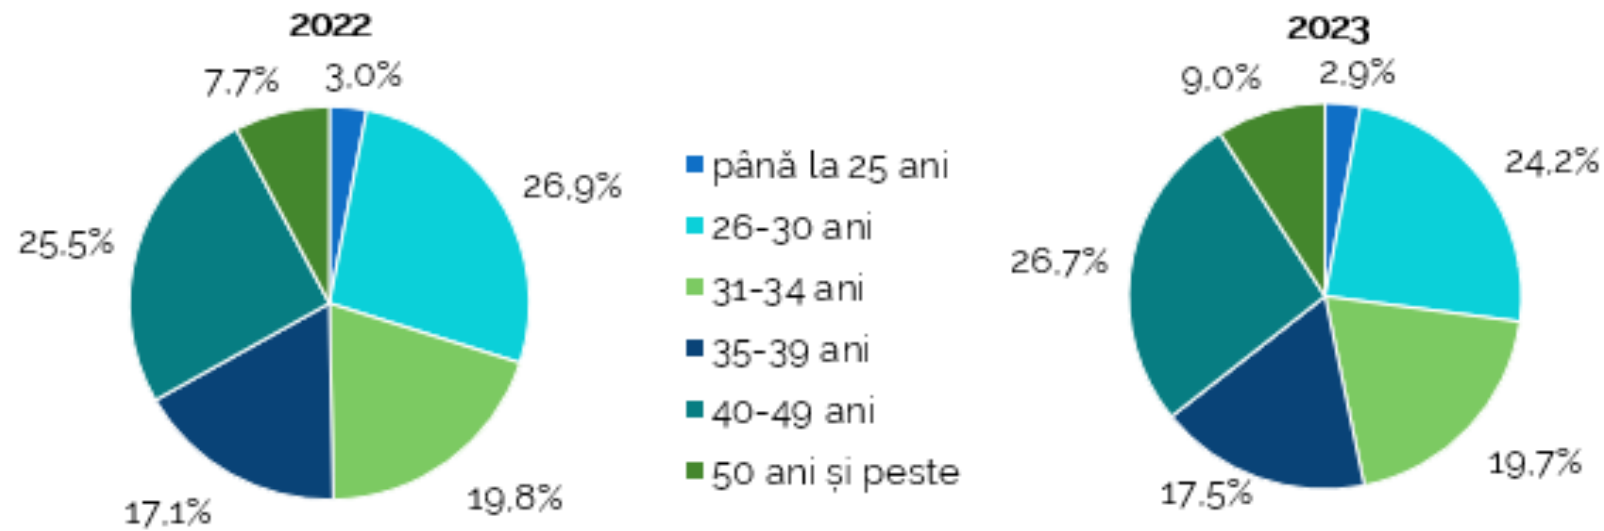 2022
7,7%
3,0%
26,9%
25,5%
17,1%
19,8%
până la 25 ani
26-30 ani
31-34 ani
35-39 ani
40-49 ani
50 ani și peste
2023
9,0%
2,9%
24,2%
26,7%
17,5%
19,7%